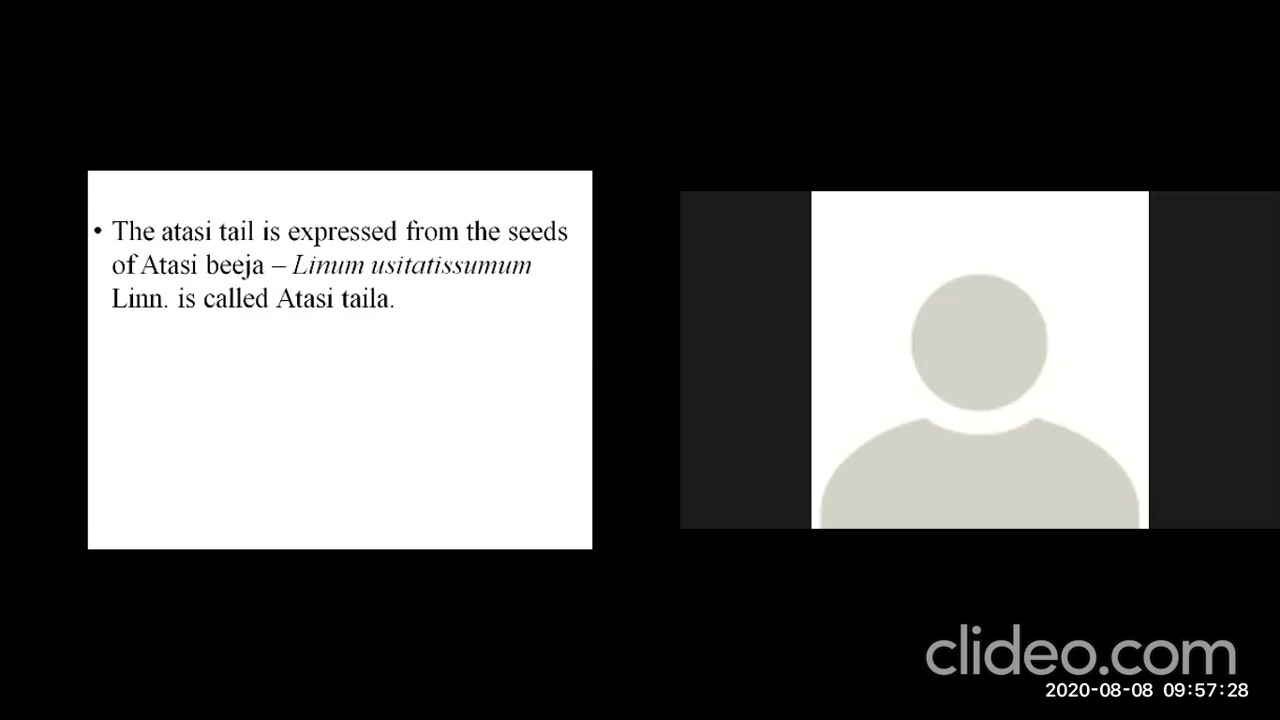 • The atasi tail is expressed from the seeds
of Atasi beeja – Linum usitatissumum
Linn. is called Atasi taila.
clideo.com
2020-08-08 09:57:28